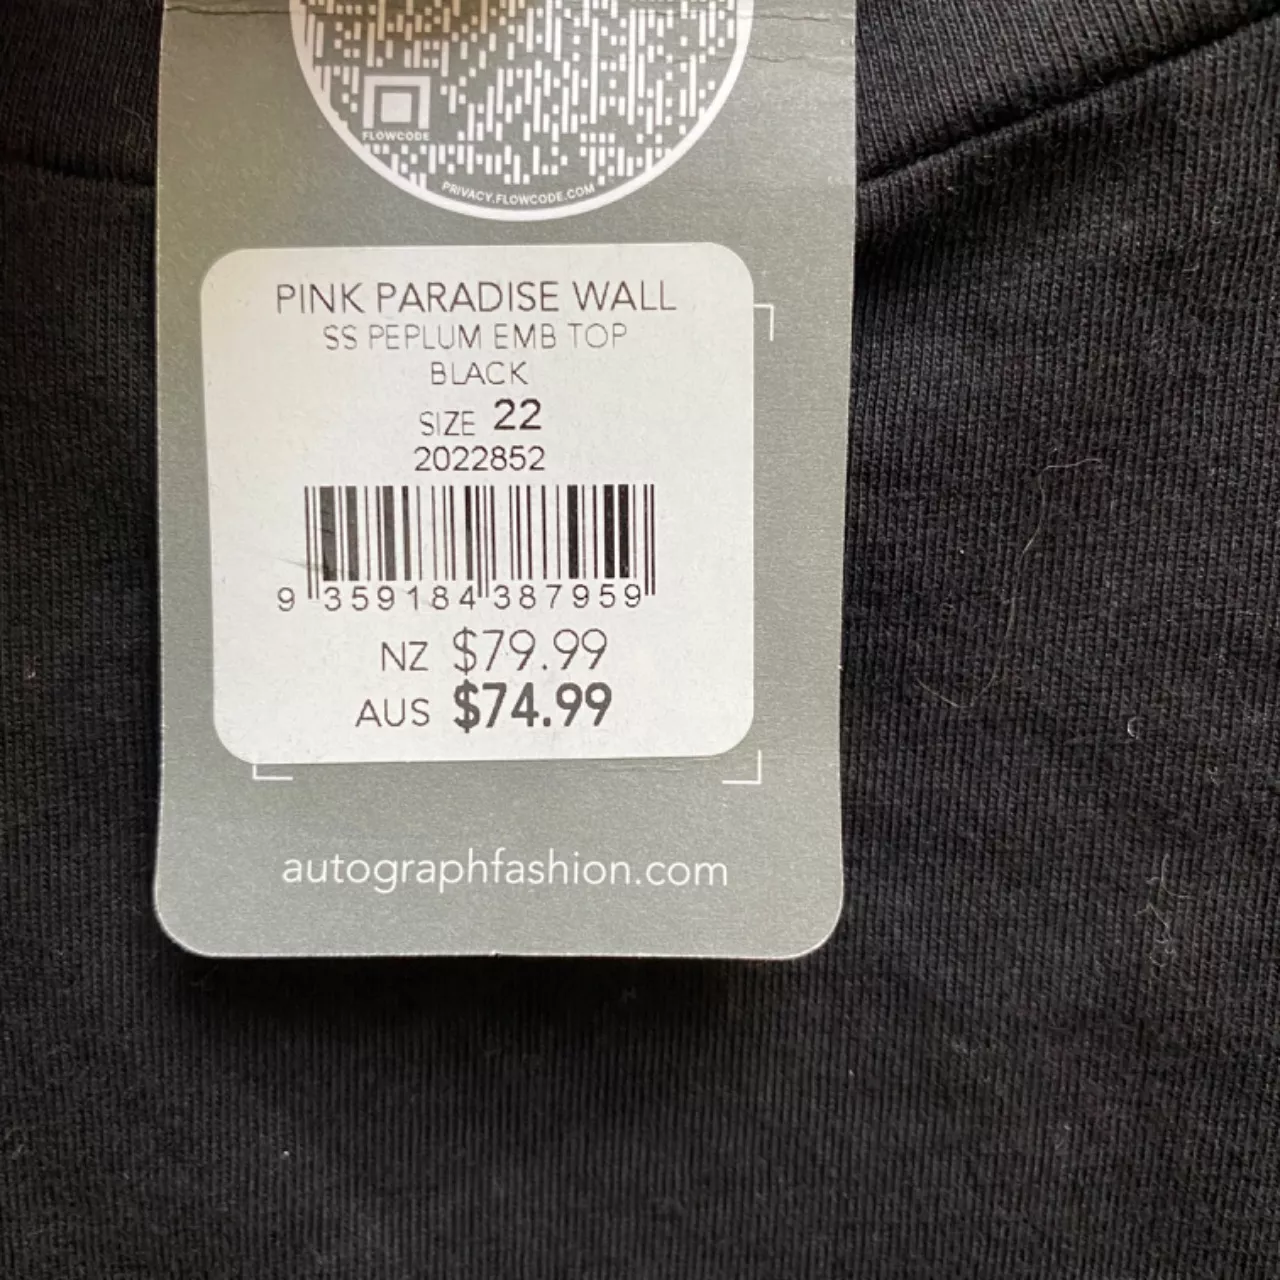 FLOWCODE
PRIVACY.FLOWCODE.COM
PINK PARADISE WALL
SS PEPLUM EMB TOP
BLACK
SIZE 22
2022852
9 359184 387959
NZ $79.99
AUS $74.99
autographfashion.com